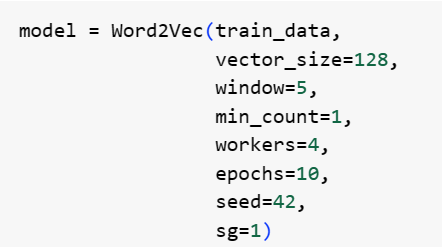 model = Word2Vec(train_data,
                 vector_size=128,
                 window=5,
                 min_count=1,
                 workers=4,
                 epochs=10,
                 seed=42,
                 sg=1)